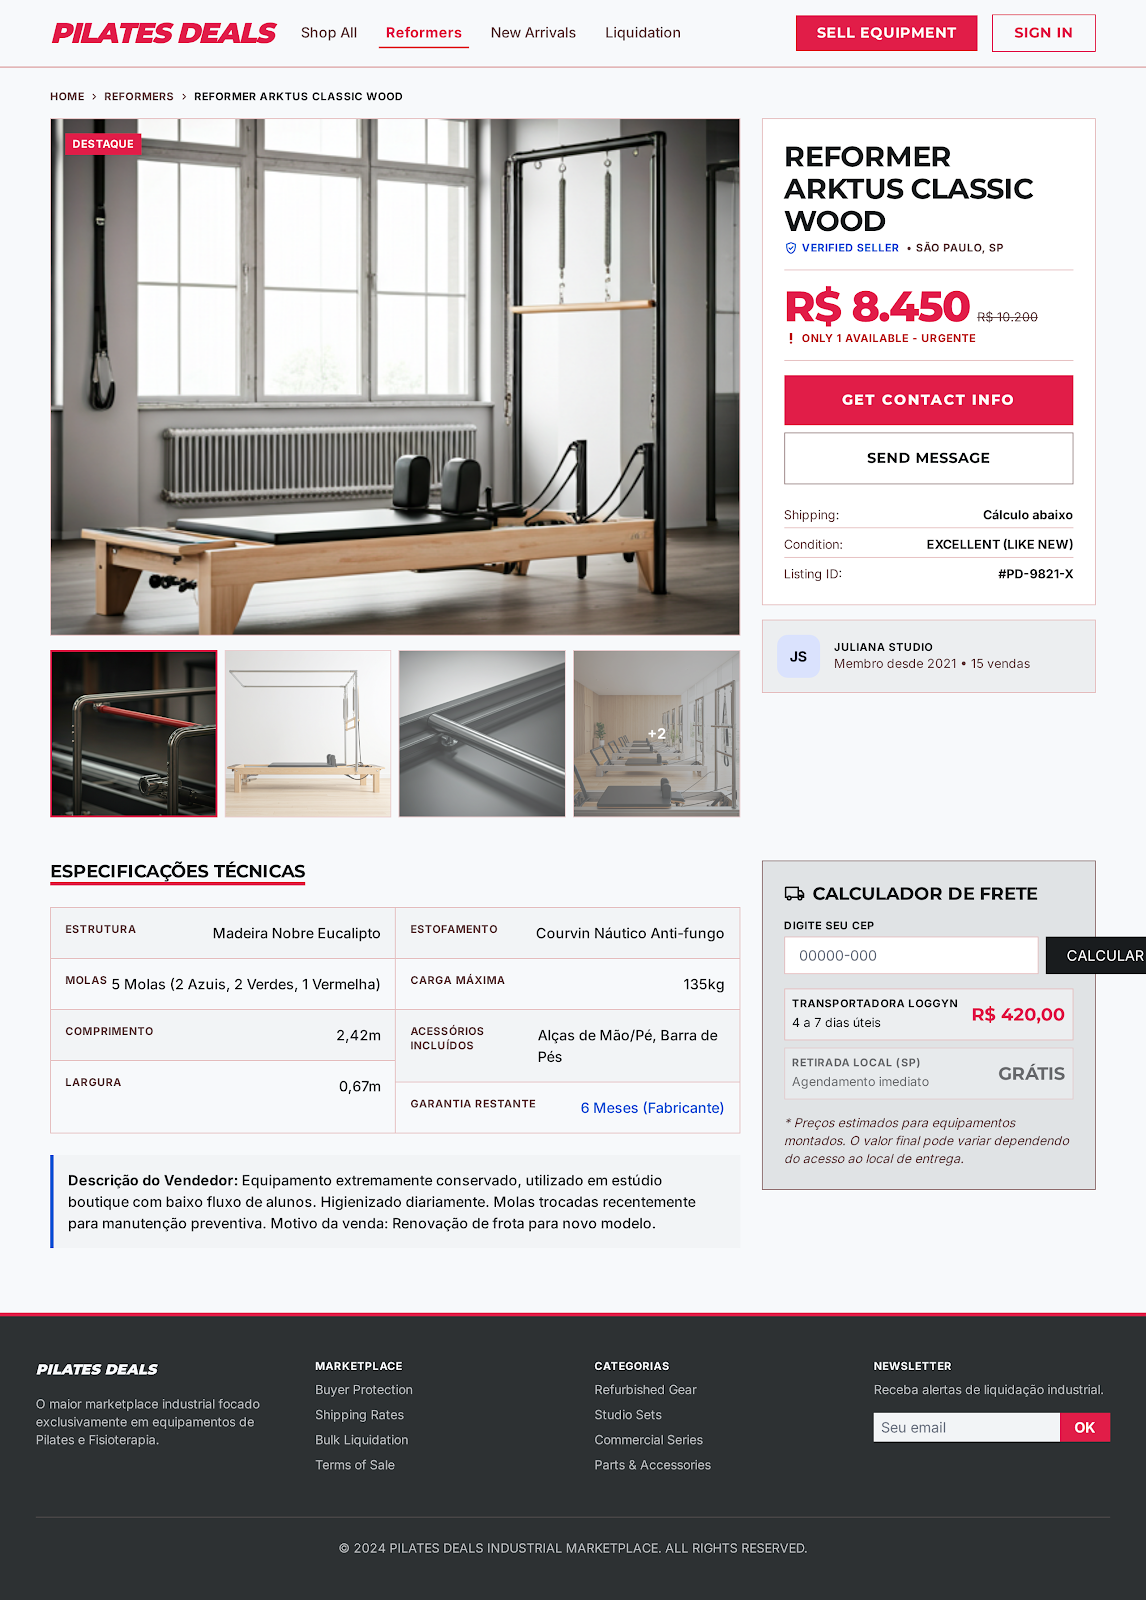 PILATES DEALS
Shop All
Reformers
New Arrivals
Liquidation
SELL EQUIPMENT
SIGN IN
HOME › REFORMERS › REFORMER ARKTUS CLASSIC WOOD
DESTAQUE
REFORMER
ARKTUS CLASSIC
WOOD
VERIFIED SELLER • SÃO PAULO, SP
R$ 8.450 R$ 10.200
! ONLY 1 AVAILABLE - URGENTE
GET CONTACT INFO
SEND MESSAGE
Shipping: Cálculo abaixo
Condition: EXCELLENT (LIKE NEW)
Listing ID: #PD-9821-X
JS
JULIANA STUDIO
Membro desde 2021 • 15 vendas
+2
ESPECIFICAÇÕES TÉCNICAS
ESTRUTURA Madeira Nobre Eucalipto
MOLAS 5 Molas (2 Azuis, 2 Verdes, 1 Vermelha)
COMPRIMENTO 2,42m
LARGURA 0,67m
ESTOFAMENTO Courvin Náutico Anti-fungo
CARGA MÁXIMA 135kg
ACESSÓRIOS
INCLUÍDOS
Alças de Mão/Pé, Barra de
Pés
GARANTIA RESTANTE 6 Meses (Fabricante)
Descrição do Vendedor: Equipamento extremamente conservado, utilizado em estúdio
boutique com baixo fluxo de alunos. Higienizado diariamente. Molas trocadas recentemente
para manutenção preventiva. Motivo da venda: Renovação de frota para novo modelo.
CALCULADOR DE FRETE
DIGITE SEU CEP
00000-000
CALCULAR
TRANSPORTADORA LOGGYN
4 a 7 dias úteis
R$ 420,00
RETIRADA LOCAL (SP)
Agendamento imediato
GRÁTIS
* Preços estimados para equipamentos
montados. O valor final pode variar dependendo
do acesso ao local de entrega.
PILATES DEALS
O maior marketplace industrial focado
exclusivamente em equipamentos de
Pilates e Fisioterapia.
MARKETPLACE
Buyer Protection
Shipping Rates
Bulk Liquidation
Terms of Sale
CATEGORIAS
Refurbished Gear
Studio Sets
Commercial Series
Parts & Accessories
NEWSLETTER
Receba alertas de liquidação industrial.
Seu email
OK
© 2024 PILATES DEALS INDUSTRIAL MARKETPLACE. ALL RIGHTS RESERVED.